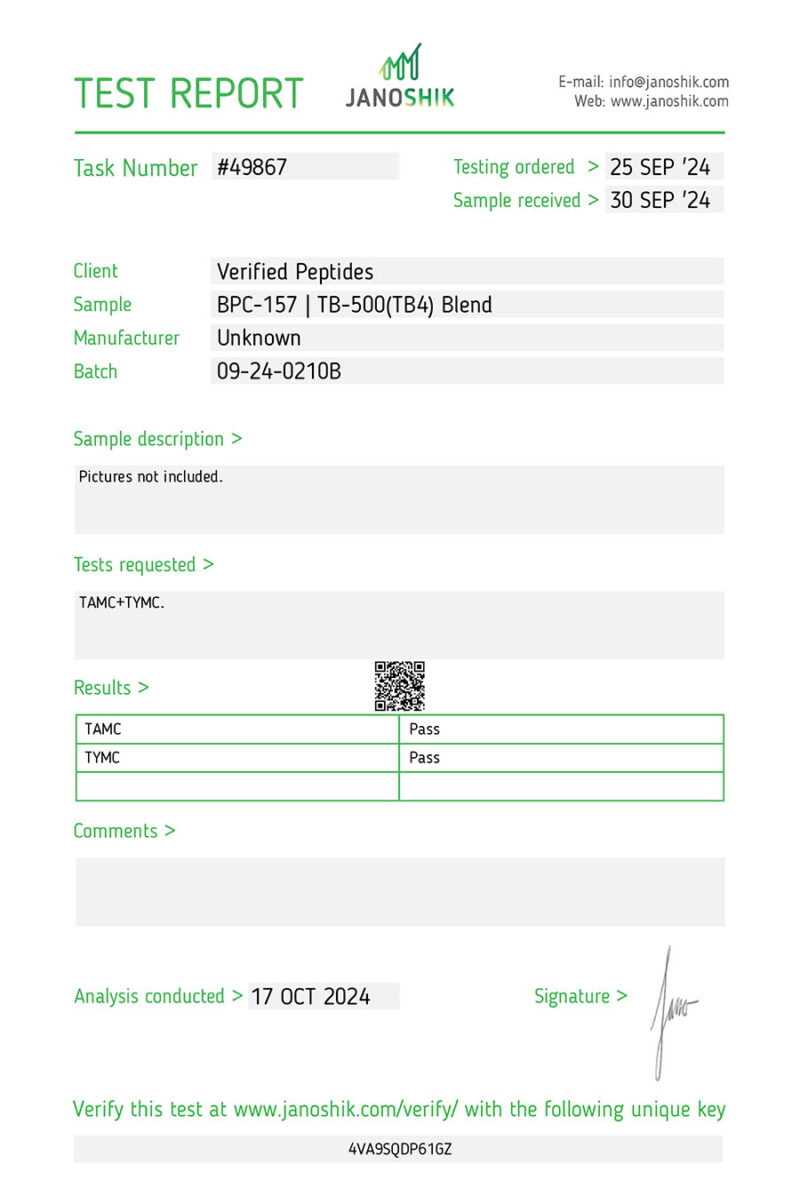 TEST REPORT
JANOSHIK
E-mail: info@janoshik.com
Web: www.janoshik.com
Task Number #49867
Testing ordered > 25 SEP '24
Sample received > 30 SEP '24
Client Verified Peptides
Sample BPC-157 | TB-500(TB4) Blend
Manufacturer Unknown
Batch 09-24-0210B
Sample description >
Pictures not included.
Tests requested >
TAMC+TYMC.
Results >
TAMC Pass
TYMC Pass
Comments >
Analysis conducted > 17 OCT 2024
Signature > Jano
Verify this test at www.janoshik.com/verify/ with the following unique key
4VA9SQDP61GZ